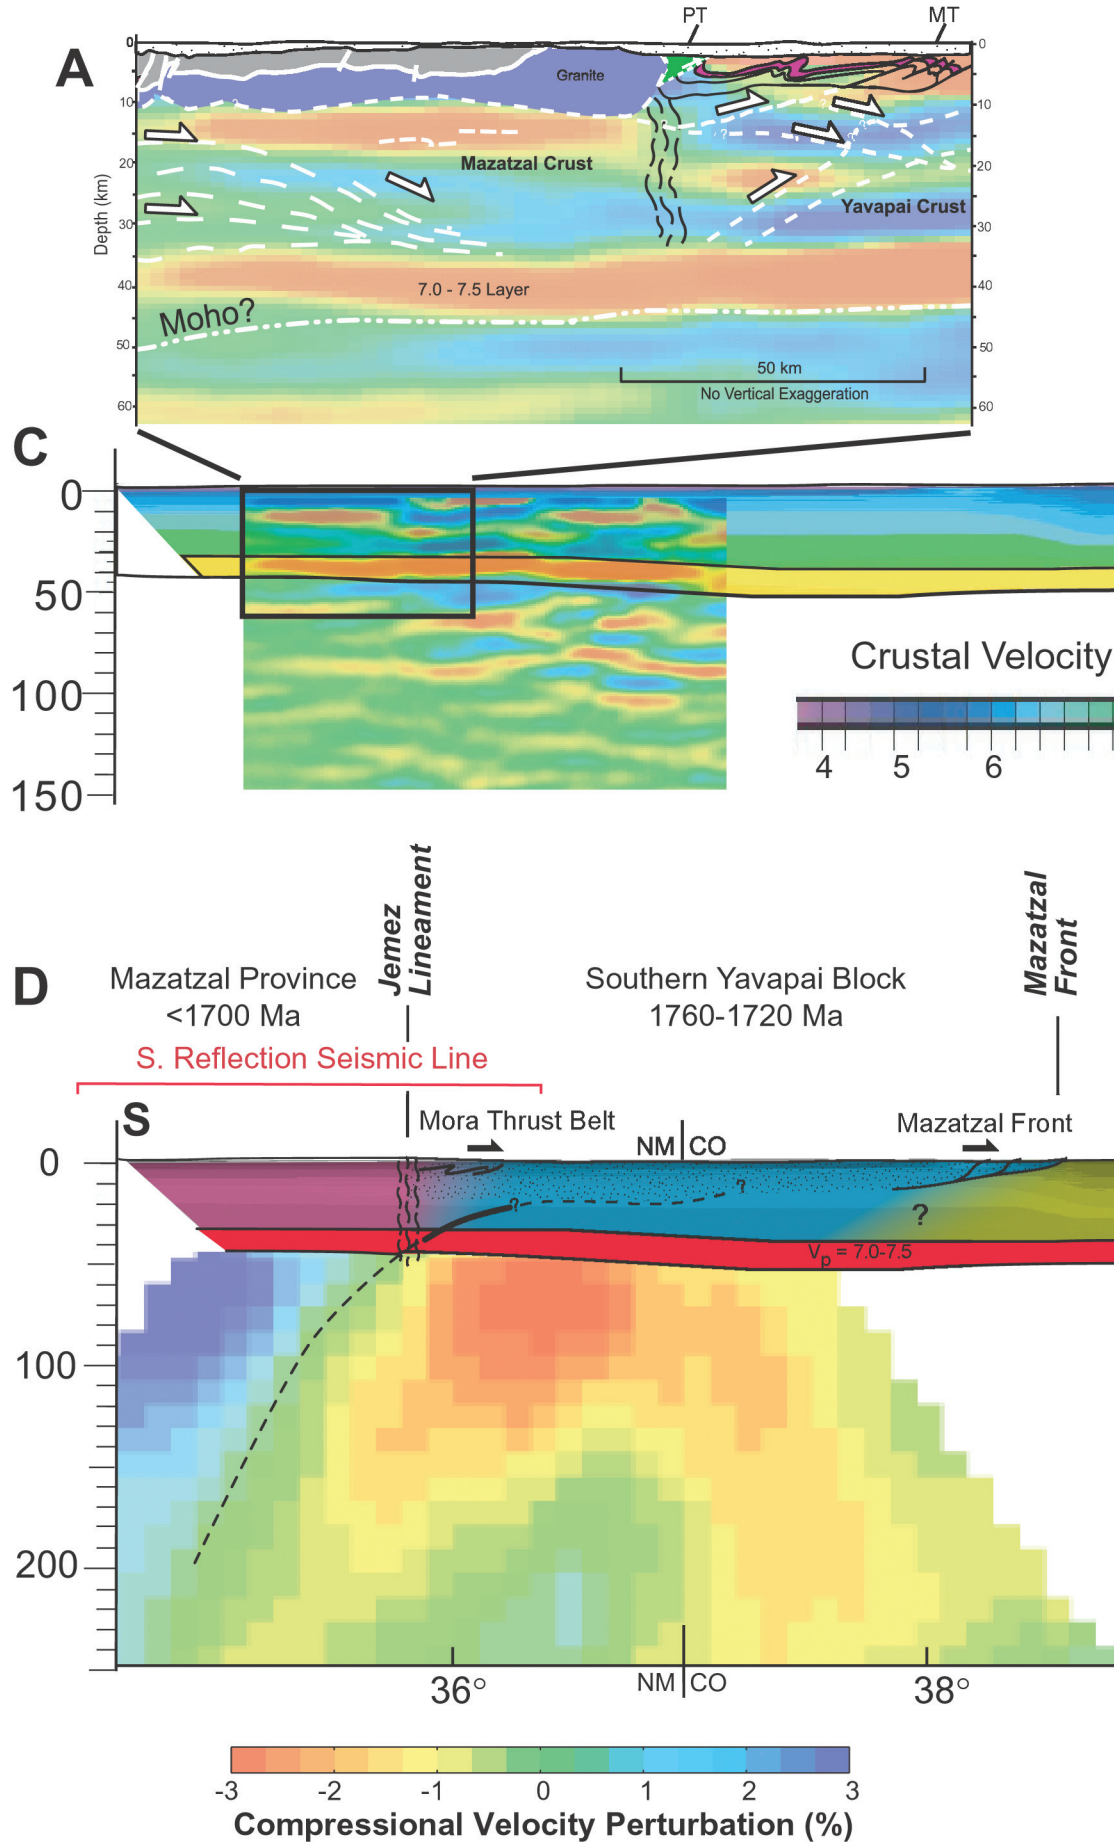 PT
MT
A
0
10
20
30
40
50
60
Depth (km)
0
10
20
30
40
50
60
Granite
?
?
?
?
?
?
Mazatzal Crust
Yavapai Crust
7.0 - 7.5 Layer
Moho?
50 km
No Vertical Exaggeration
C
0
50
100
150
Crustal Velocity
4
5
6
Jemez
Lineament
Mazatzal
Front
D
Mazatzal Province
<1700 Ma
Southern Yavapai Block
1760-1720 Ma
S. Reflection Seismic Line
S
Mora Thrust Belt
NM CO
Mazatzal Front
0
?
?
?
Vp = 7.0-7.5
100
200
36°
NM CO
38°
-3
-2
-1
0
1
2
3
Compressional Velocity Perturbation (%)